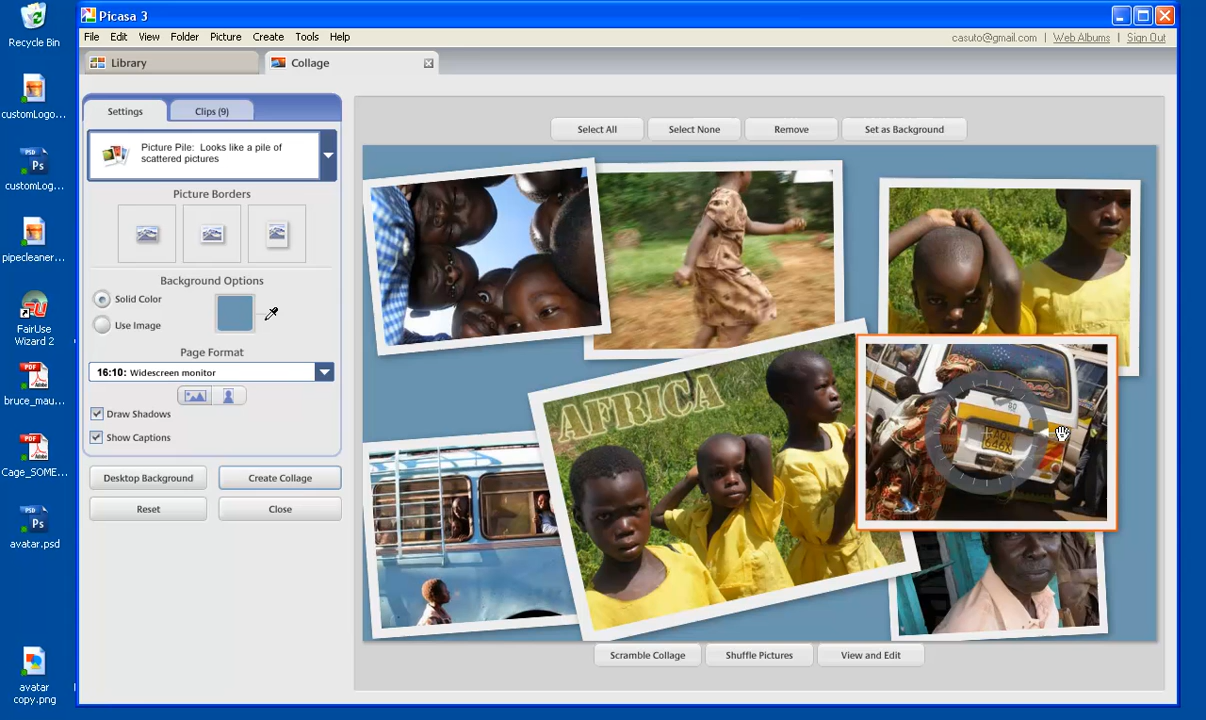 Recycle Bin
customLogo...
customLog...
pipecleaner...
FairUse
Wizard 2
bruce_mau...
Cage_SOME...
avatar.psd
avatar
copy.png
Picasa 3
File Edit View Folder Picture Create Tools Help
casuto@gmail.com | Web Albums | Sign Out
Library
Collage
Settings
Clips (9)
Picture Pile: Looks like a pile of
scattered pictures
Picture Borders
Background Options
Solid Color
Use Image
Page Format
16:10: Widescreen monitor
Draw Shadows
Show Captions
Desktop Background
Create Collage
Reset
Close
Select All
Select None
Remove
Set as Background
AFRICA
Scramble Collage
Shuffle Pictures
View and Edit